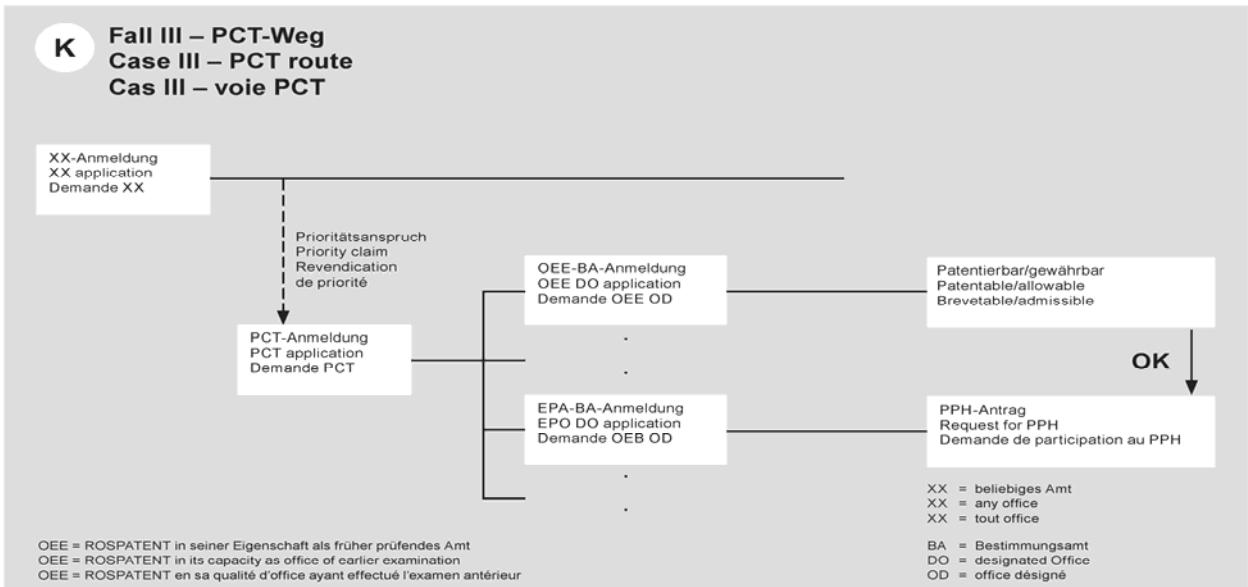 K
Fall III – PCT-Weg
Case III – PCT route
Cas III – voie PCT
XX-Anmeldung
XX application
Demande XX
Prioritätsanspruch
Priority claim
Revendication
de priorité
PCT-Anmeldung
PCT application
Demande PCT
OEE-BA-Anmeldung
OEE DO application
Demande OEE OD
Patentierbar/gewährbar
Patentable/allowable
Brevetable/admissible
OK
EPA-BA-Anmeldung
EPO DO application
Demande OEB OD
PPH-Antrag
Request for PPH
Demande de participation au PPH
XX = beliebiges Amt
XX = any office
XX = tout office
BA = Bestimmungsamt
DO = designated Office
OD = office désigné
OEE = ROSPATENT in seiner Eigenschaft als früher prüfendes Amt
OEE = ROSPATENT in its capacity as office of earlier examination
OEE = ROSPATENT en sa qualité d'office ayant effectué l'examen antérieur